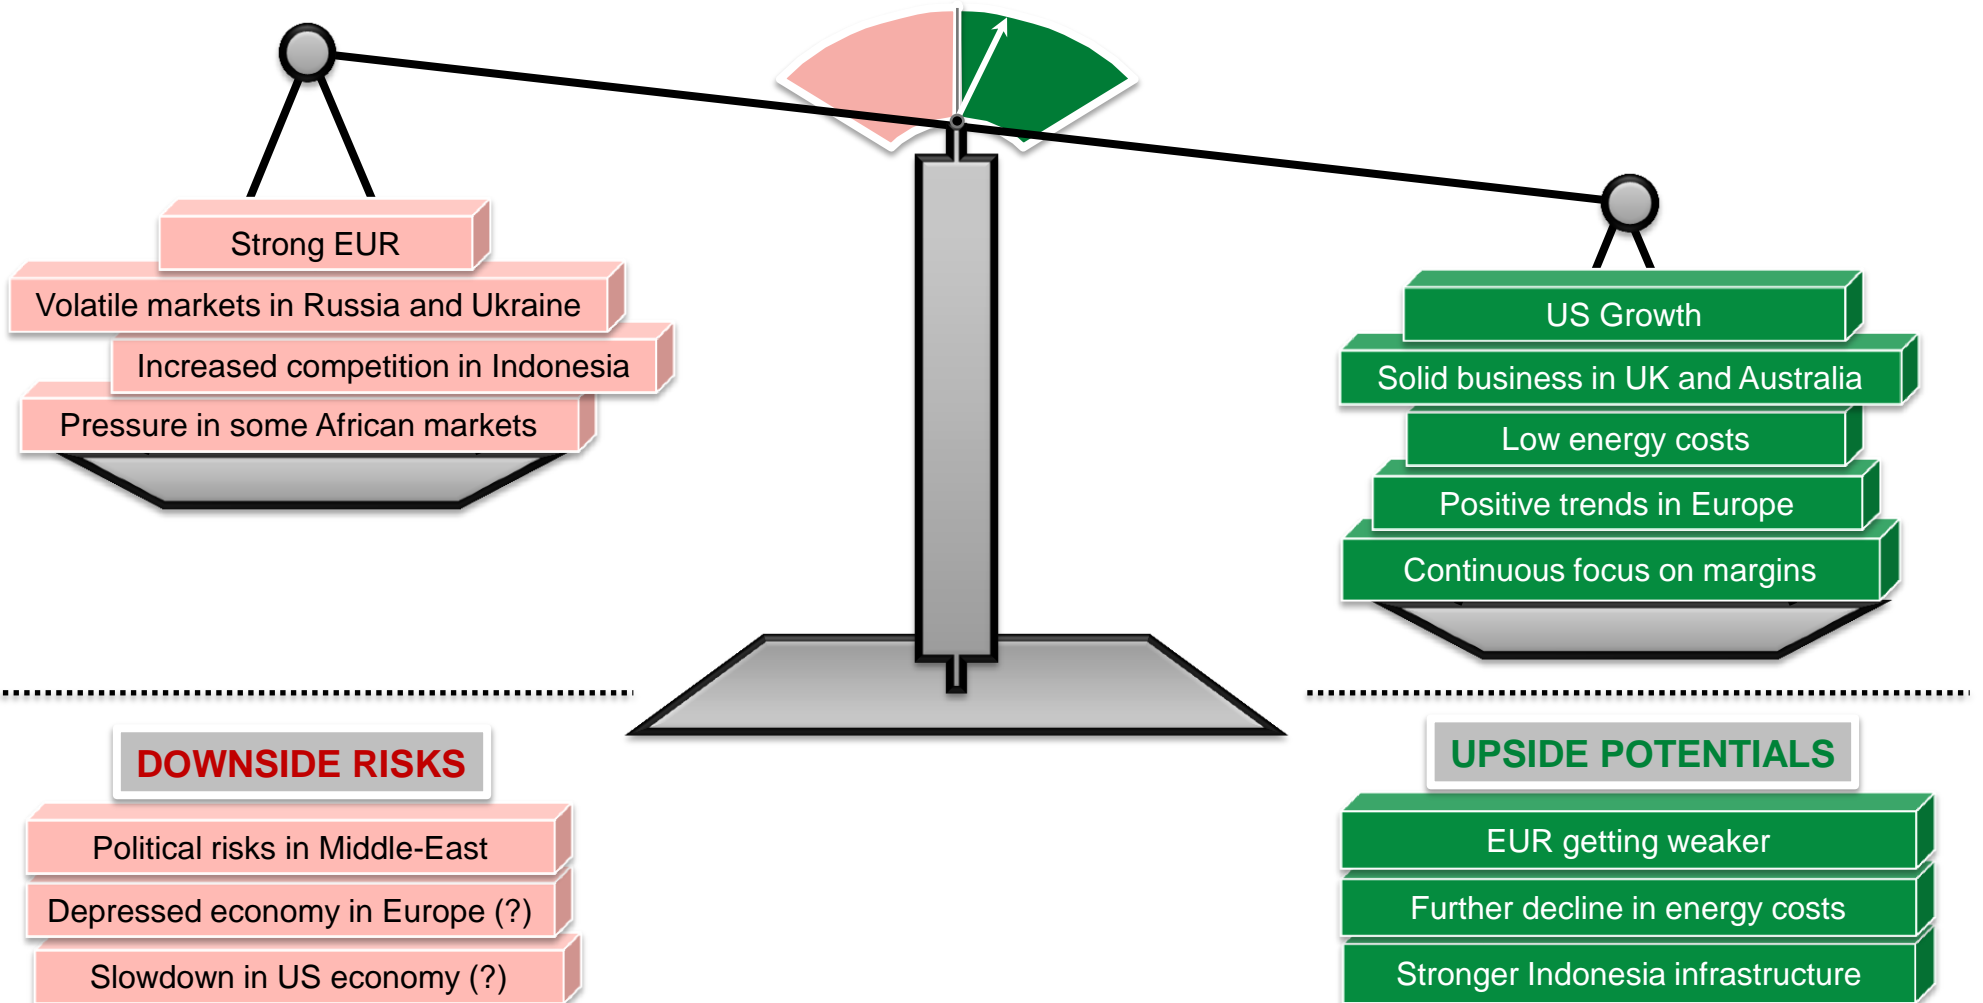 Strong EUR
Volatile markets in Russia and Ukraine
Increased competition in Indonesia
Pressure in some African markets
US Growth
Solid business in UK and Australia
Low energy costs
Positive trends in Europe
Continuous focus on margins
DOWNSIDE RISKS
Political risks in Middle-East
Depressed economy in Europe (?)
Slowdown in US economy (?)
UPSIDE POTENTIALS
EUR getting weaker
Further decline in energy costs
Stronger Indonesia infrastructure